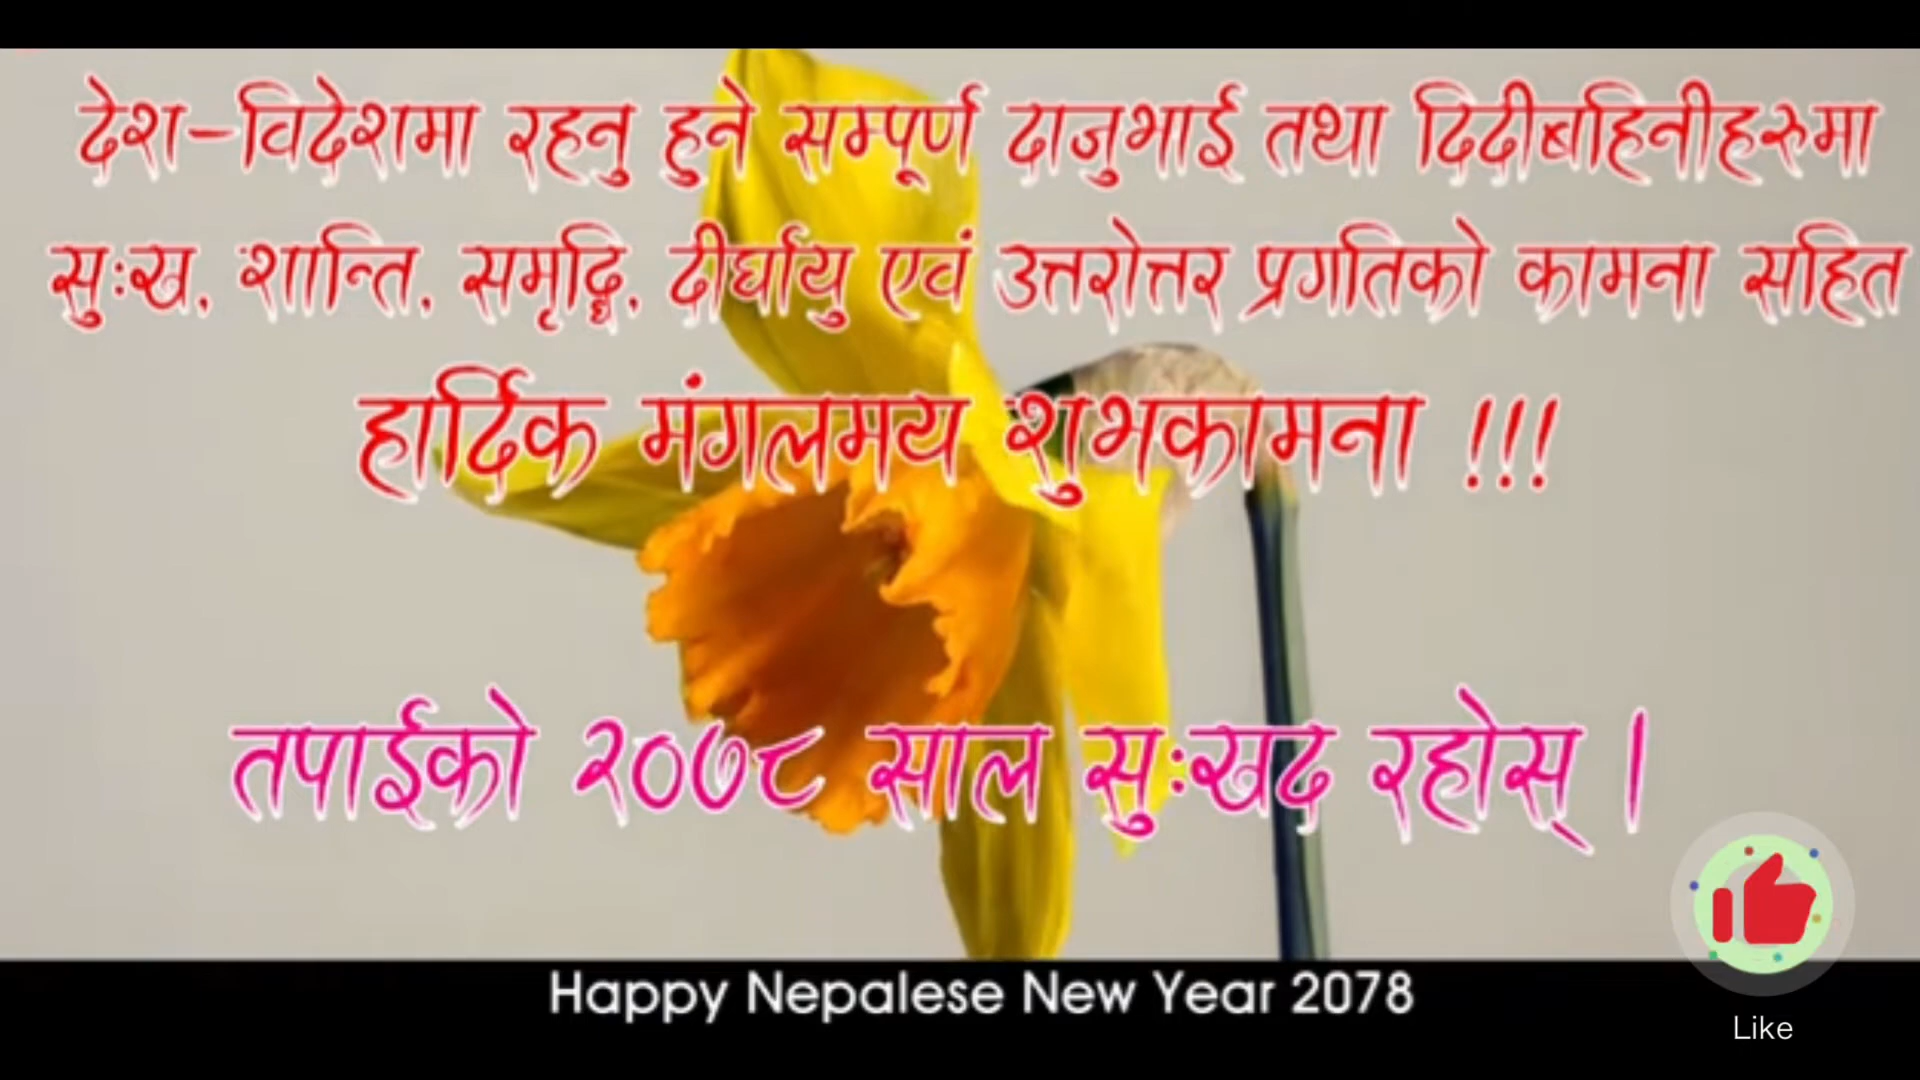 देश-विदेशमा रहनु हुने सम्पूर्ण दाजुभाई तथा दिदीबहिनीहरुमा
सुःख, शान्ति, समृद्धि, दीर्घायु एवं उत्तरोत्तर प्रगतिको कामना सहित
हार्दिक मंगलमय शुभकामना !!!
तपाईको २०७८ साल सुःखद रहोस् ।
Happy Nepalese New Year 2078
Like